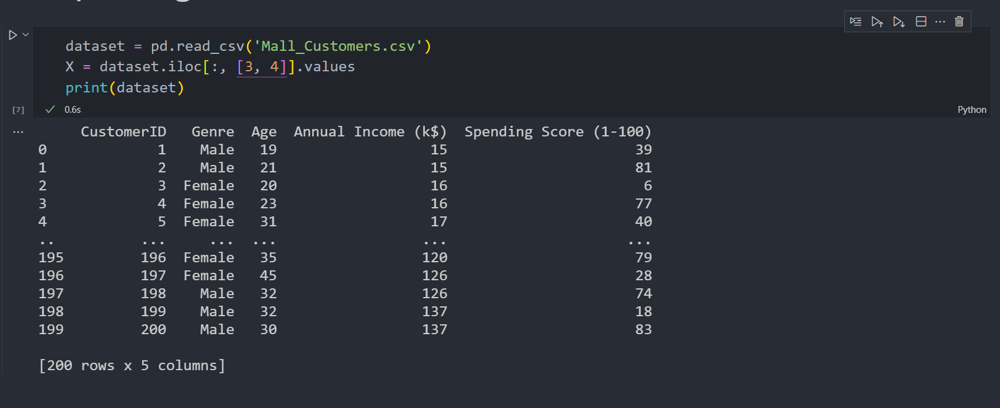 dataset = pd.read_csv('Mall_Customers.csv')
X = dataset.iloc[:, [3, 4]].values
print(dataset)
[7] 0.6s Python
... CustomerID Genre Age Annual Income (k$) Spending Score (1-100)
0 1 Male 19 15 39
1 2 Male 21 15 81
2 3 Female 20 16 6
3 4 Female 23 16 77
4 5 Female 31 17 40
.. ... ... ... ... ...
195 196 Female 35 120 79
196 197 Female 45 126 28
197 198 Male 32 126 74
198 199 Male 32 137 18
199 200 Male 30 137 83
[200 rows x 5 columns]